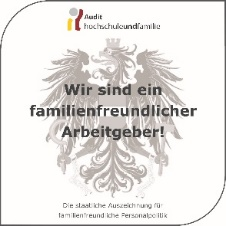 Audit
hochschuleundfamilie
Wir sind ein
familienfreundlicher
Arbeitgeber!
Die staatliche Auszeichnung für
familienfreundliche Personalpolitik